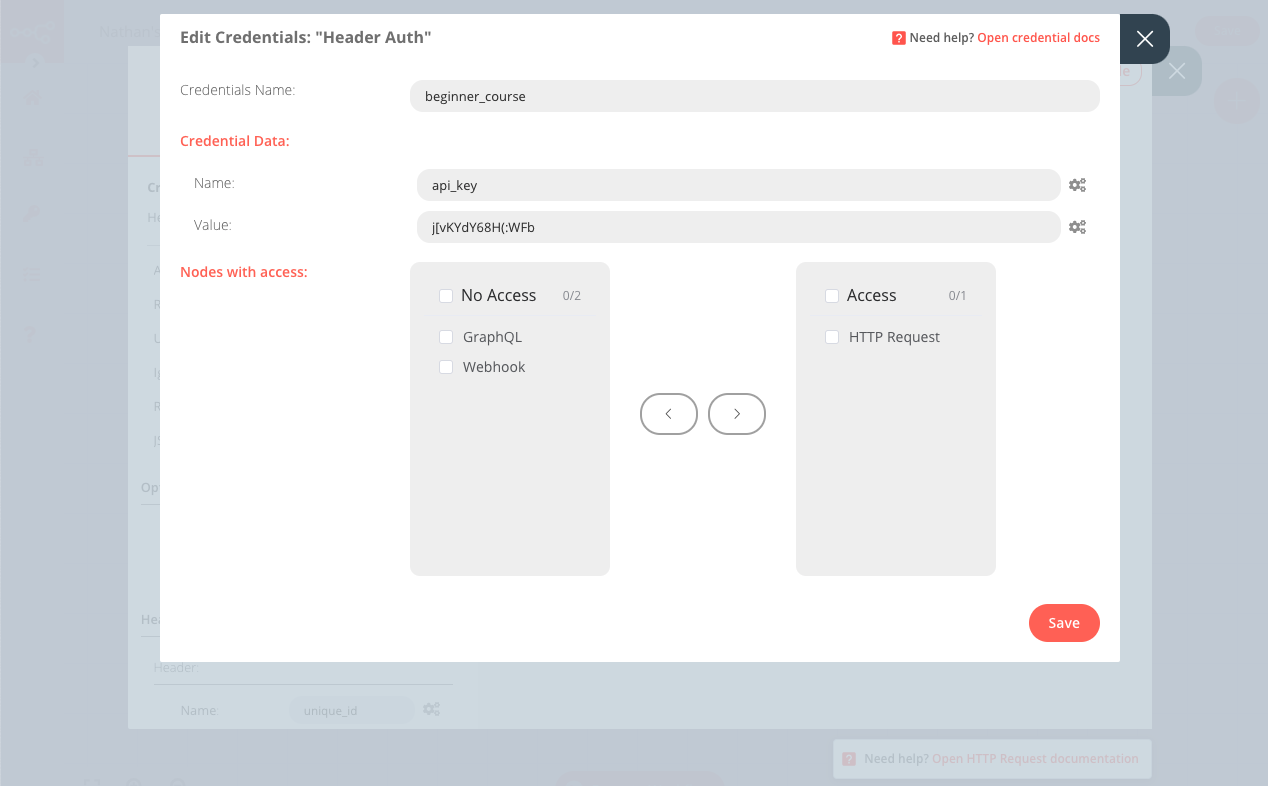 Edit Credentials: "Header Auth"
? Need help? Open credential docs
Credentials Name:
beginner_course
Credential Data:
Name:
api_key
Value:
j[vKYdY68H(:WFb
Nodes with access:
No Access 0/2
GraphQL
Webhook
Access 0/1
HTTP Request
Save
Header:
Name
unique_id
? Need help? Open HTTP Request documentation